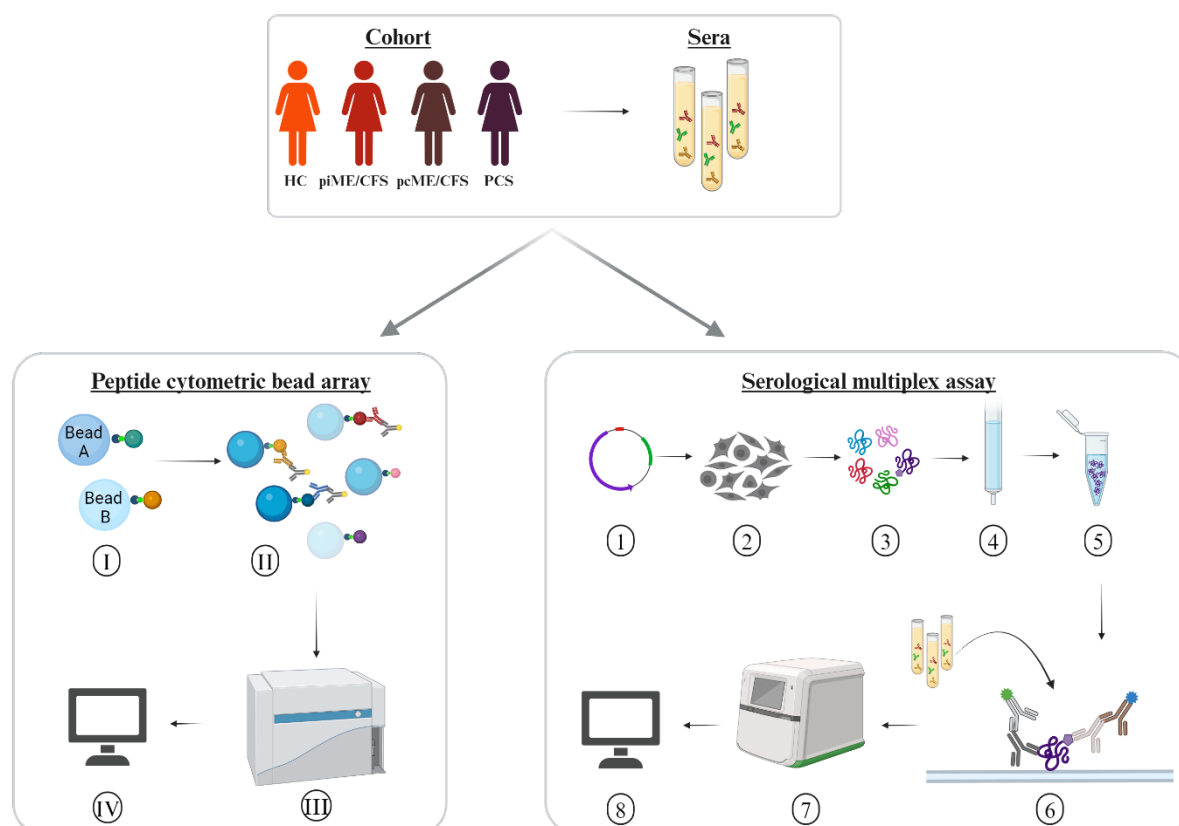 Cohort
Sera
HC piME/CFS pcME/CFS PCS
Peptide cytometric bead array
Bead
A
Bead
B
I
II
IV
III
Serological multiplex assay
1
2
3
4
5
8
7
6